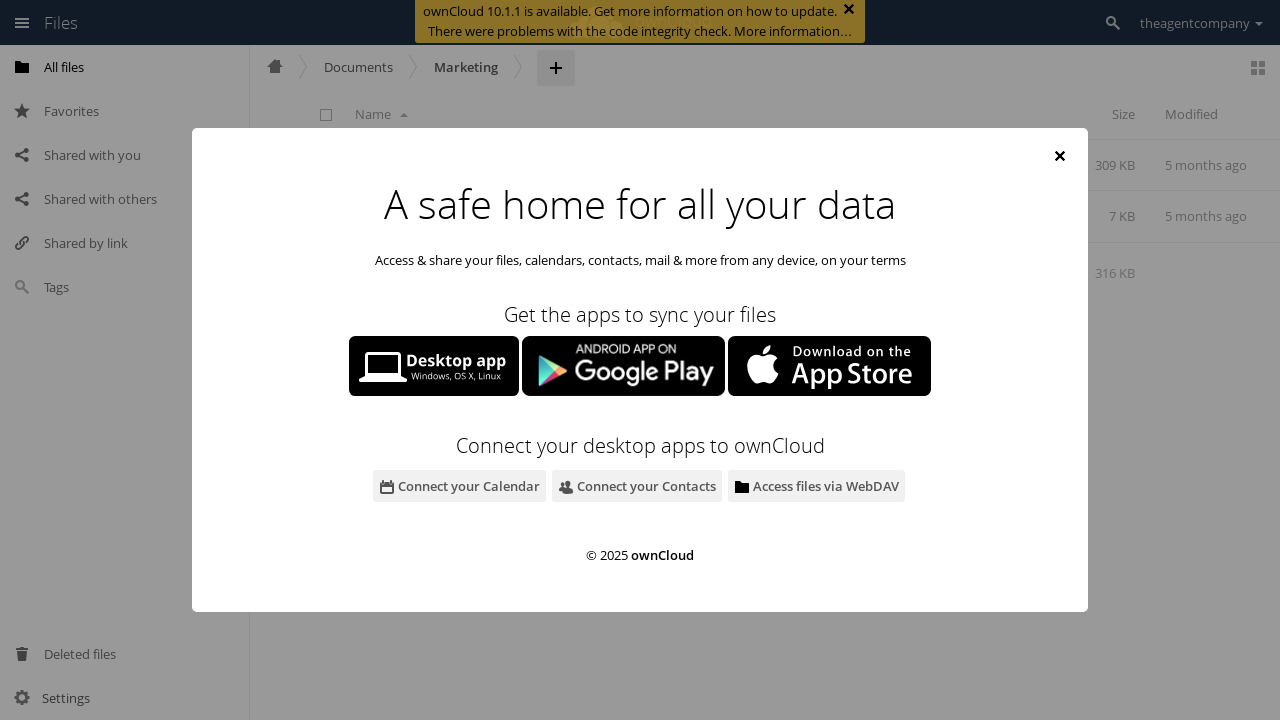 Files
ownCloud 10.1.1 is available. Get more information on how to update.
There were problems with the code integrity check. More information…
theagentcompany
All files
Favorites
Shared with you
Shared with others
Shared by link
Tags
Deleted files
Settings
Documents
Marketing
Name
Size
Modified
309 KB
5 months ago
7 KB
5 months ago
316 KB
A safe home for all your data
Access & share your files, calendars, contacts, mail & more from any device, on your terms
Get the apps to sync your files
Desktop app
Windows, OS X, Linux
ANDROID APP ON
Google Play
Download on the
App Store
Connect your desktop apps to ownCloud
Connect your Calendar
Connect your Contacts
Access files via WebDAV
© 2025 ownCloud